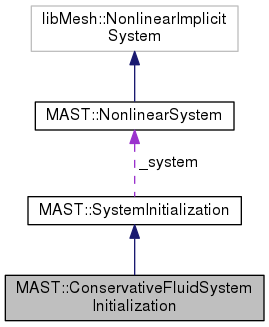 libMesh::NonlinearImplicit
System
MAST::NonlinearSystem
_system
MAST::SystemInitialization
MAST::ConservativeFluidSystem
Initialization